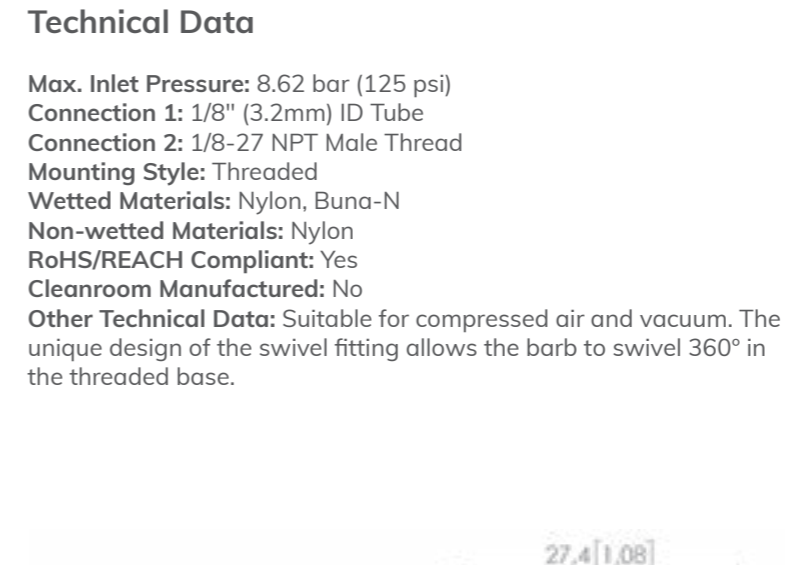 Technical Data
Max. Inlet Pressure: 8.62 bar (125 psi)
Connection 1: 1/8" (3.2mm) ID Tube
Connection 2: 1/8-27 NPT Male Thread
Mounting Style: Threaded
Wetted Materials: Nylon, Buna-N
Non-wetted Materials: Nylon
RoHS/REACH Compliant: Yes
Cleanroom Manufactured: No
Other Technical Data: Suitable for compressed air and vacuum. The
unique design of the swivel fitting allows the barb to swivel 360° in
the threaded base.
27.4[1.08]